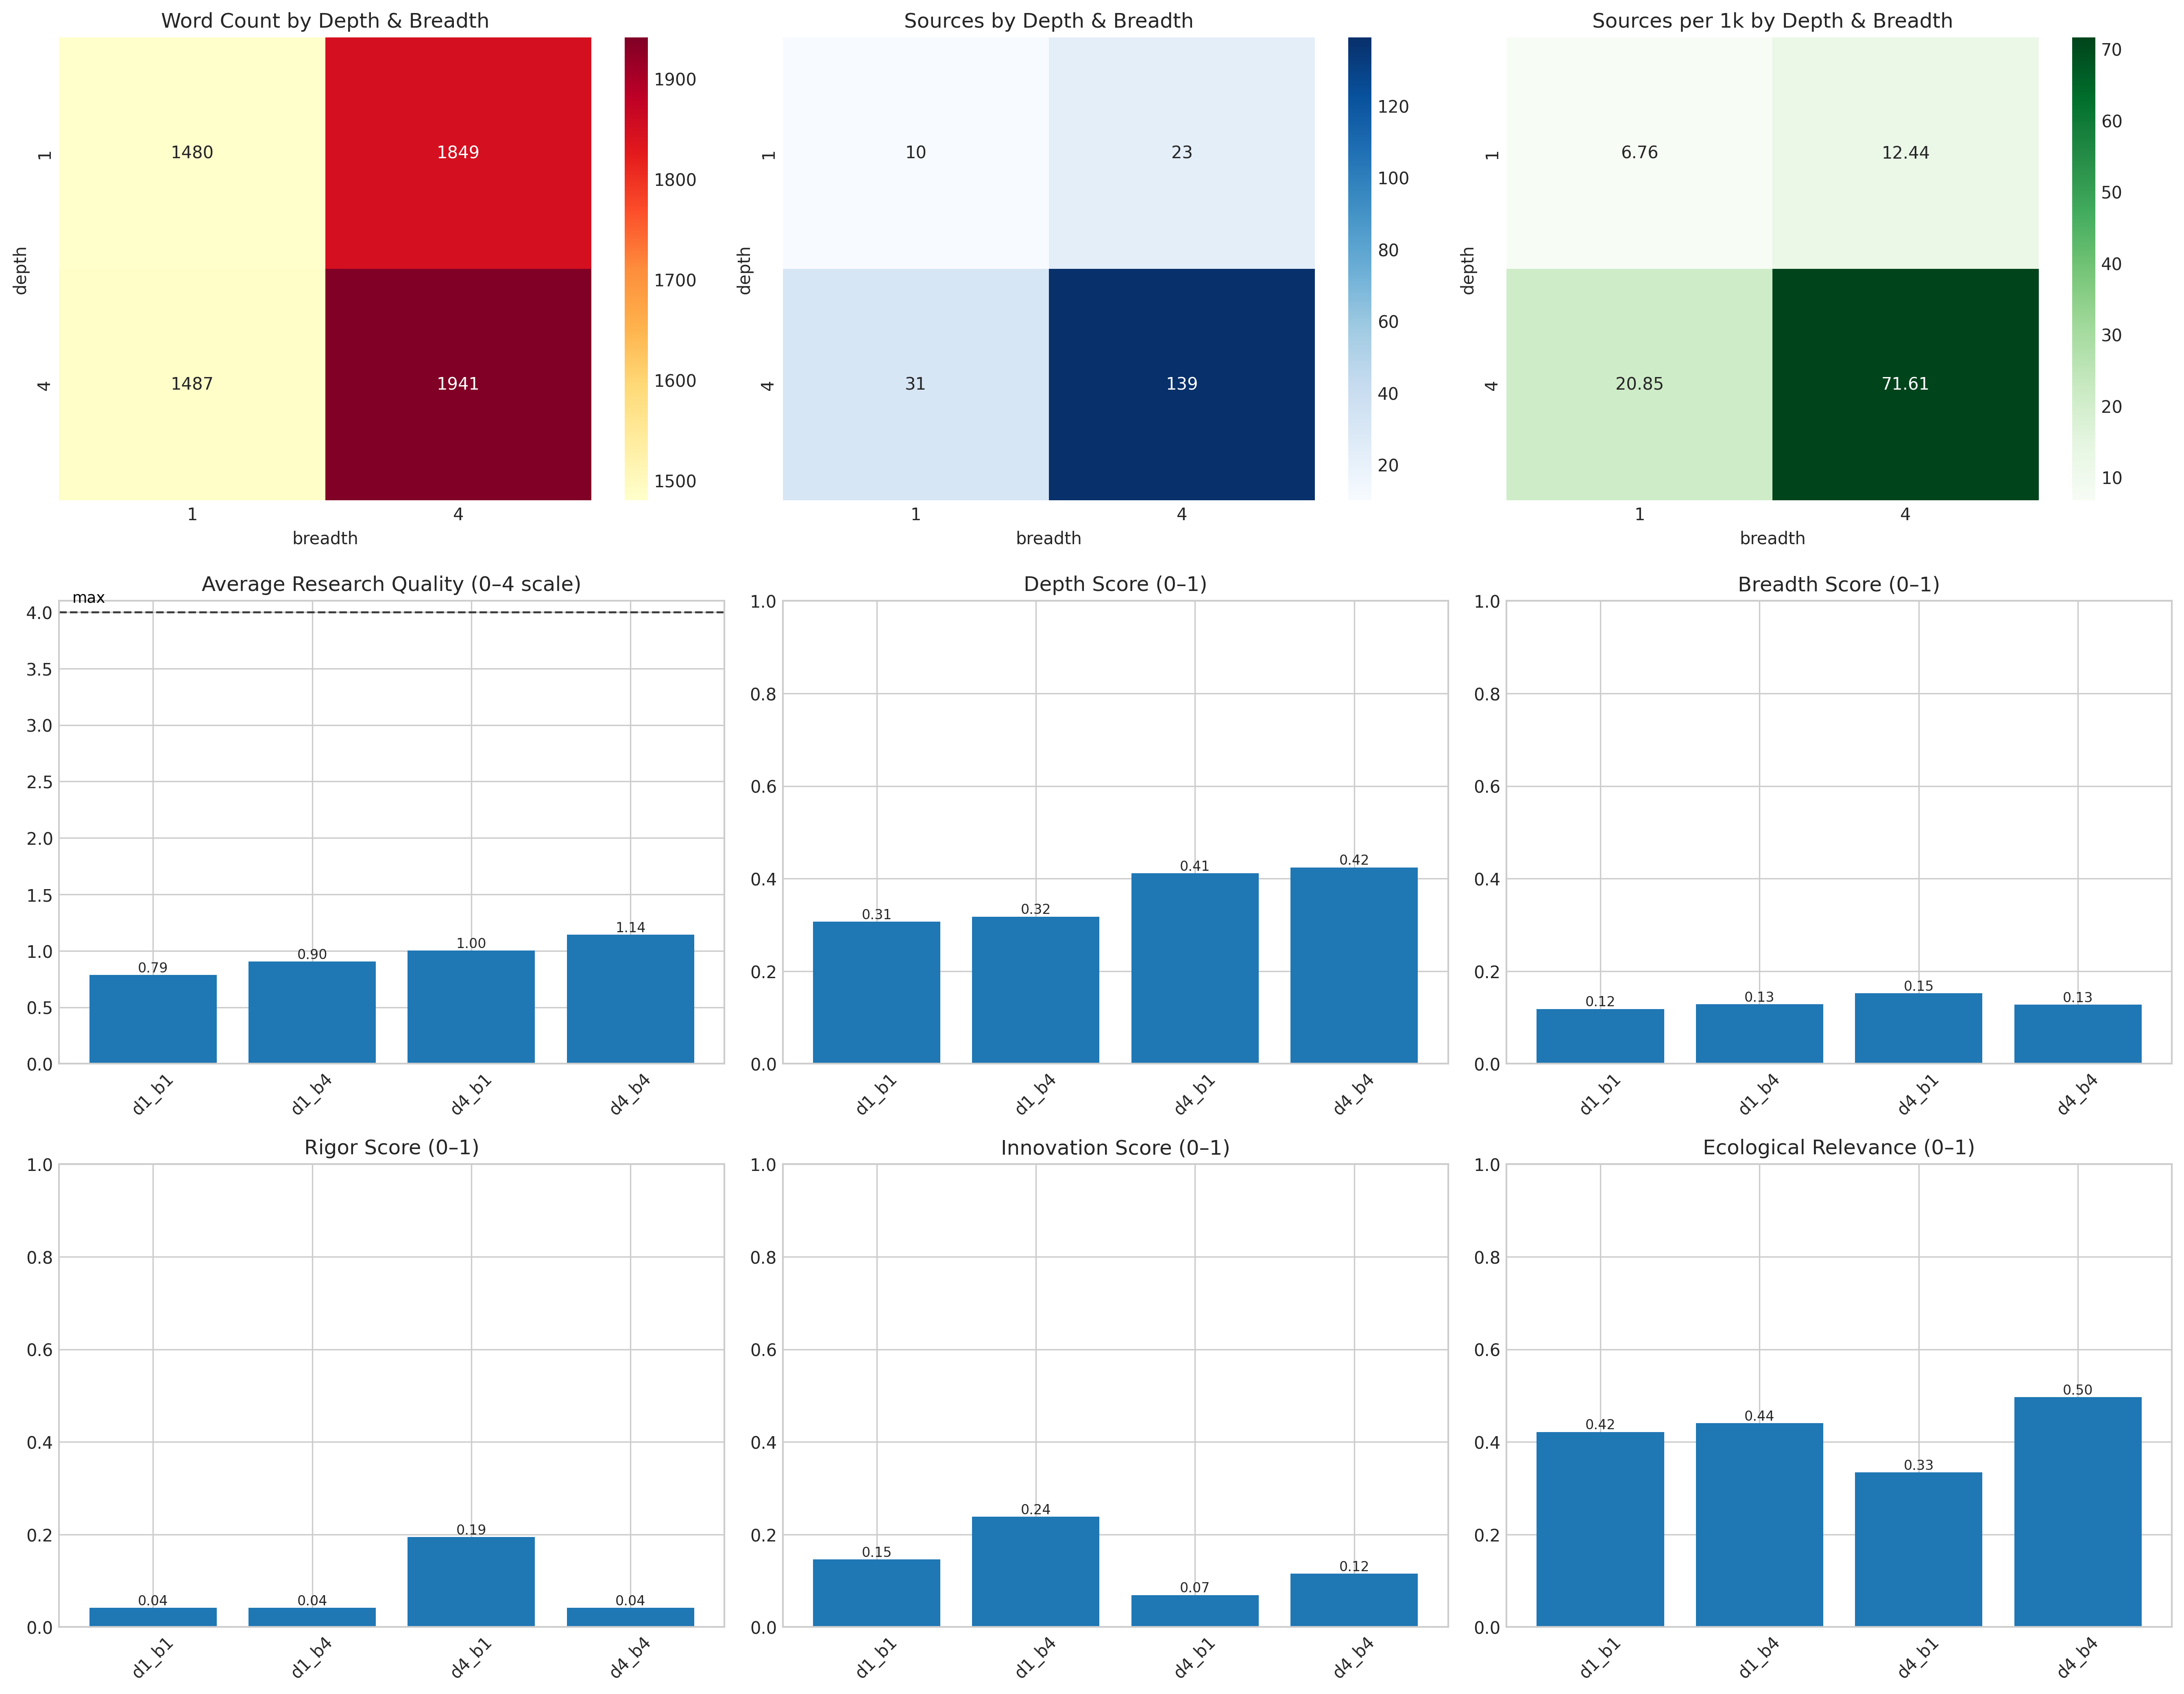 Word Count by Depth & Breadth
1480 1849
1487 1941
1
4
depth
1 4
breadth
1900
1800
1700
1600
1500
Sources by Depth & Breadth
10 23
31 139
1
4
depth
1 4
breadth
120
100
80
60
40
20
Sources per 1k by Depth & Breadth
6.76 12.44
20.85 71.61
1
4
depth
1 4
breadth
70
60
50
40
30
20
10
Average Research Quality (0–4 scale)
max
4.0
3.5
3.0
2.5
2.0
1.5
1.0
0.5
0.0
0.79 0.90 1.00 1.14
d1_b1 d1_b4 d4_b1 d4_b4
Depth Score (0–1)
1.0
0.8
0.6
0.4
0.2
0.0
0.31 0.32 0.41 0.42
d1_b1 d1_b4 d4_b1 d4_b4
Breadth Score (0–1)
1.0
0.8
0.6
0.4
0.2
0.0
0.12 0.13 0.15 0.13
d1_b1 d1_b4 d4_b1 d4_b4
Rigor Score (0–1)
1.0
0.8
0.6
0.4
0.2
0.0
0.04 0.04 0.19 0.04
d1_b1 d1_b4 d4_b1 d4_b4
Innovation Score (0–1)
1.0
0.8
0.6
0.4
0.2
0.0
0.15 0.24 0.07 0.12
d1_b1 d1_b4 d4_b1 d4_b4
Ecological Relevance (0–1)
1.0
0.8
0.6
0.4
0.2
0.0
0.42 0.44 0.33 0.50
d1_b1 d1_b4 d4_b1 d4_b4